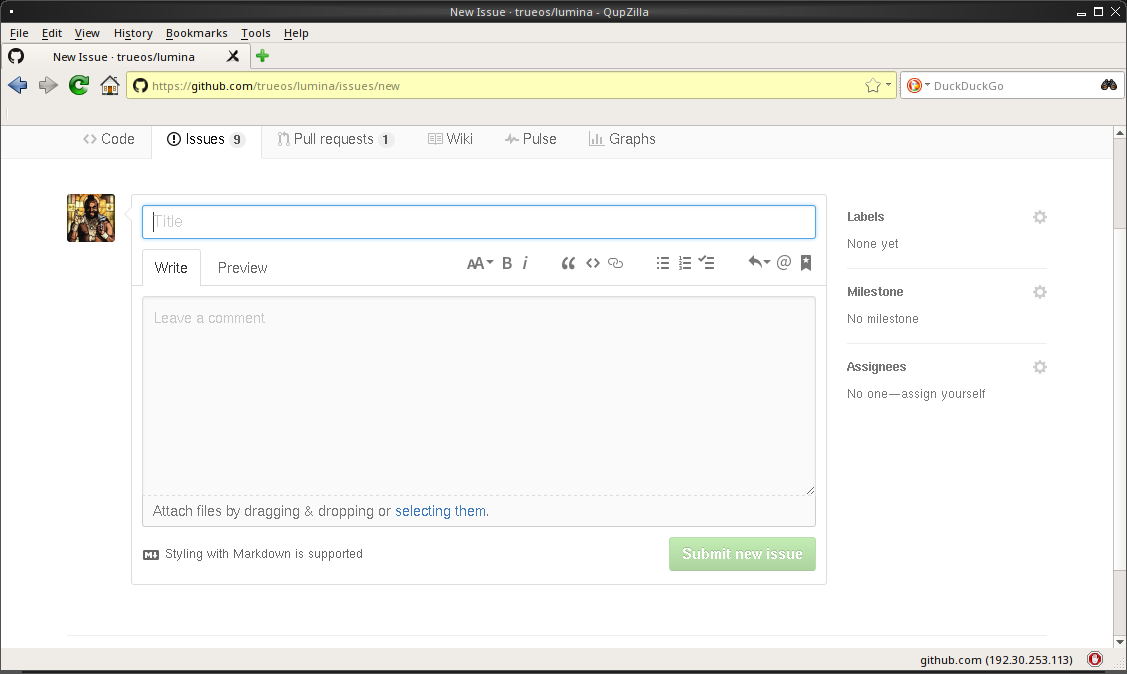 New Issue · trueos/lumina - QupZilla
File Edit View History Bookmarks Tools Help
New Issue · trueos/lumina
https://github.com/trueos/lumina/issues/new
DuckDuckGo
Code Issues 9 Pull requests 1 Wiki Pulse Graphs
Title
Write Preview AA B i @
Leave a comment
Attach files by dragging & dropping or selecting them.
Styling with Markdown is supported
Submit new issue
Labels
None yet
Milestone
No milestone
Assignees
No one—assign yourself
github.com (192.30.253.113)